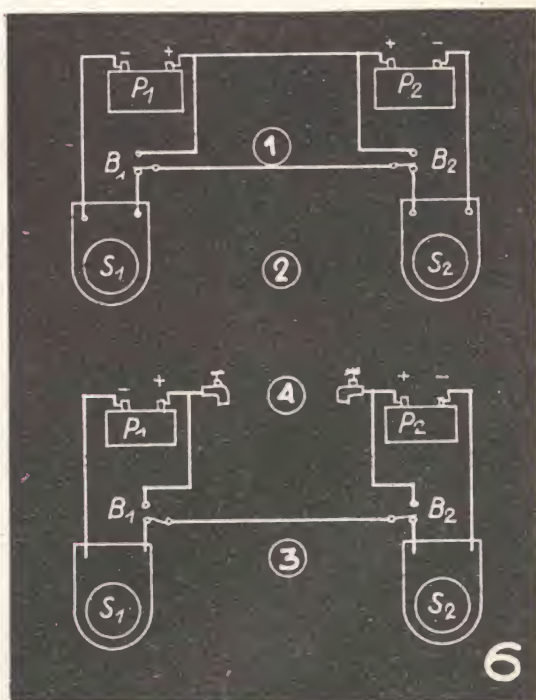 - + + -
P1 P2
1
B1 B2
S1 S2
2
4
- + + -
P1 P2
B1 B2
3
S1 S2
6